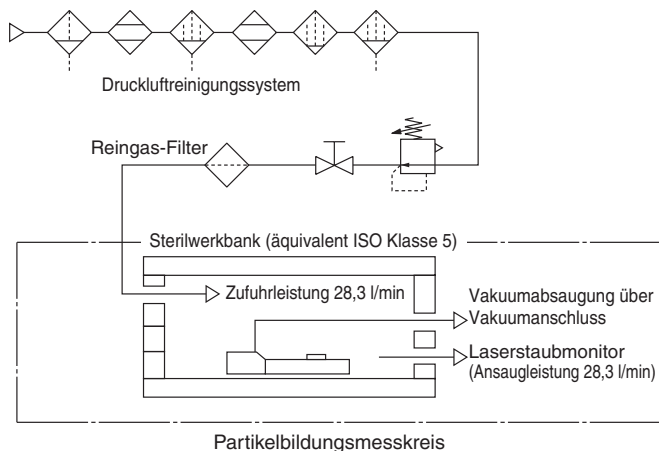 Druckluftreinigungssystem
Reingas-Filter
Sterilwerkbank (äquivalent ISO Klasse 5)
Zufuhrleistung 28,3 l/min
Vakuumabsaugung über
Vakuumanschluss
Laserstaubmonitor
(Ansaugleistung 28,3 l/min)
Partikelbildungsmesskreis